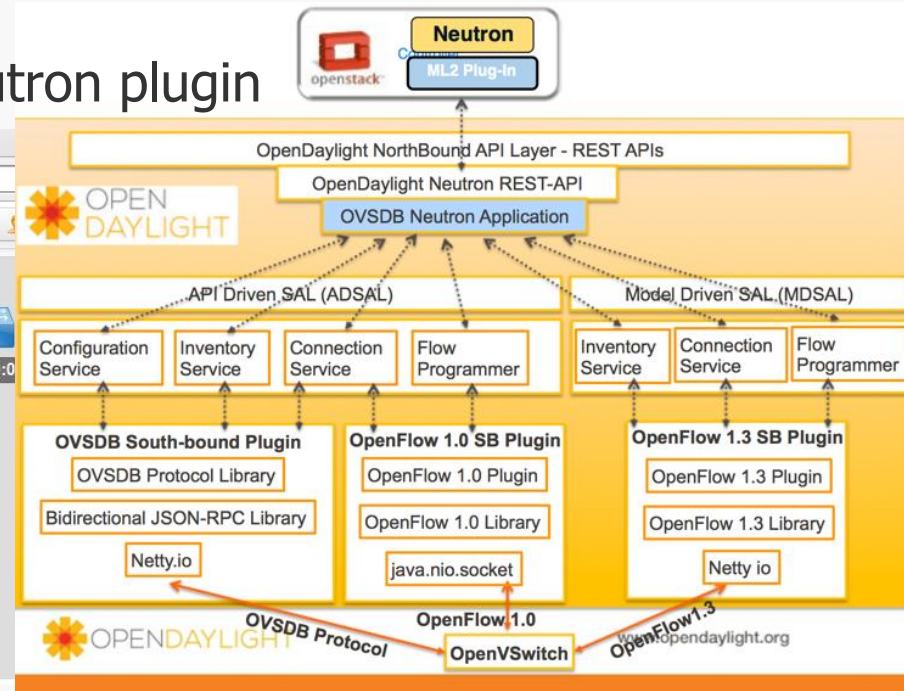 Neutron
Controller
openstack
ML2 Plug-In
utron plugin
OpenDaylight NorthBound API Layer - REST APIs
OpenDaylight Neutron REST-API
OPEN
DAYLIGHT
OVSDB Neutron Application
API Driven SAL (ADSAL)
Model Driven SAL (MDSAL)
Configuration
Service
Inventory
Service
Connection
Service
Flow
Programmer
Inventory
Service
Connection
Service
Flow
Programmer
OVSDB South-bound Plugin
OVSDB Protocol Library
Bidirectional JSON-RPC Library
Netty.io
OpenFlow 1.0 SB Plugin
OpenFlow 1.0 Plugin
OpenFlow 1.0 Library
java.nio.socket
OpenFlow 1.3 SB Plugin
OpenFlow 1.3 Plugin
OpenFlow 1.3 Library
Netty io
OPENDAYLIGHT
OVSDB Protocol
OpenFlow 1.0
OpenFlow1.3
www.opendaylight.org
OpenVSwitch